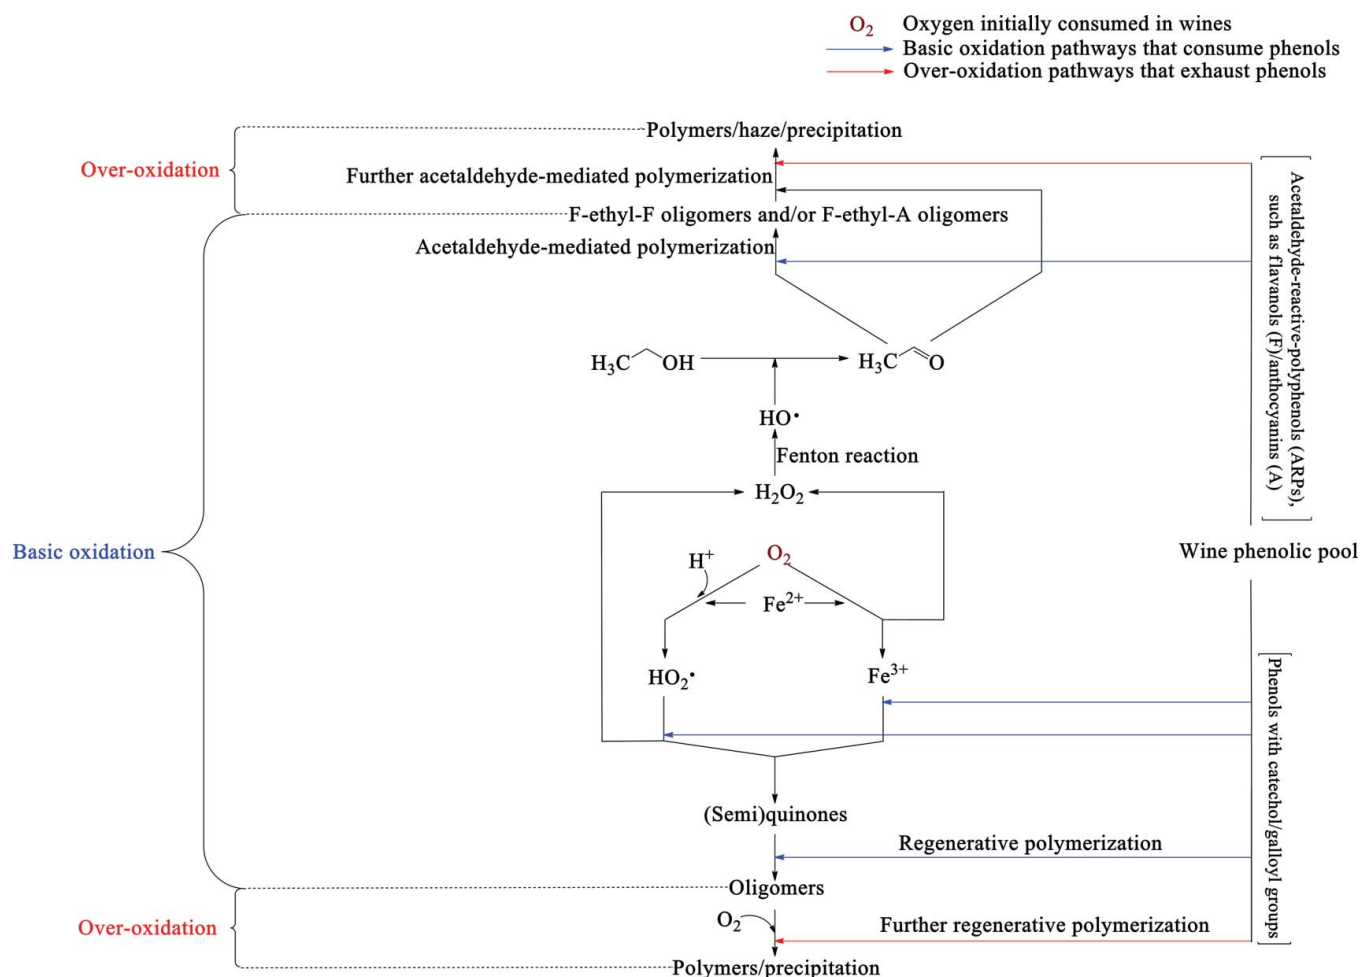 O₂ Oxygen initially consumed in wines
Basic oxidation pathways that consume phenols
Over-oxidation pathways that exhaust phenols
Polymers/haze/precipitation
Over-oxidation
Further acetaldehyde-mediated polymerization
F-ethyl-F oligomers and/or F-ethyl-A oligomers
Acetaldehyde-mediated polymerization
Acetaldehyde-reactive-polyphenols (ARPs),
such as flavanols (F)/anthocyanins (A)
H₃C OH
H₃C O
HO•
Fenton reaction
H₂O₂
Basic oxidation
O₂
H⁺
Wine phenolic pool
Fe²⁺
HO₂•
Fe³⁺
Phenols with catechol/galloyl groups
(Semi)quinones
Regenerative polymerization
Oligomers
Over-oxidation
O₂
Further regenerative polymerization
Polymers/precipitation